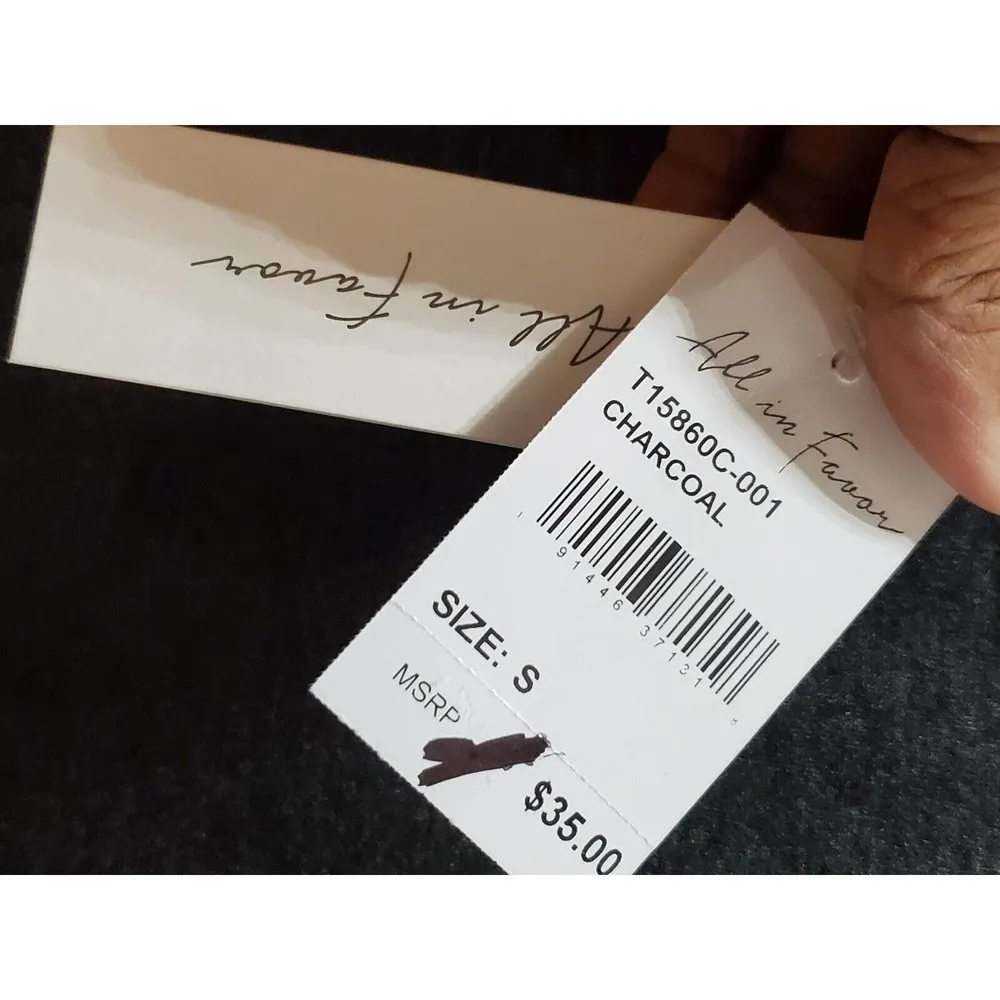 All in Favor
All in Favor
T15860C-001
CHARCOAL
1 91446 37131 8
SIZE: S
MSRP
$35.00